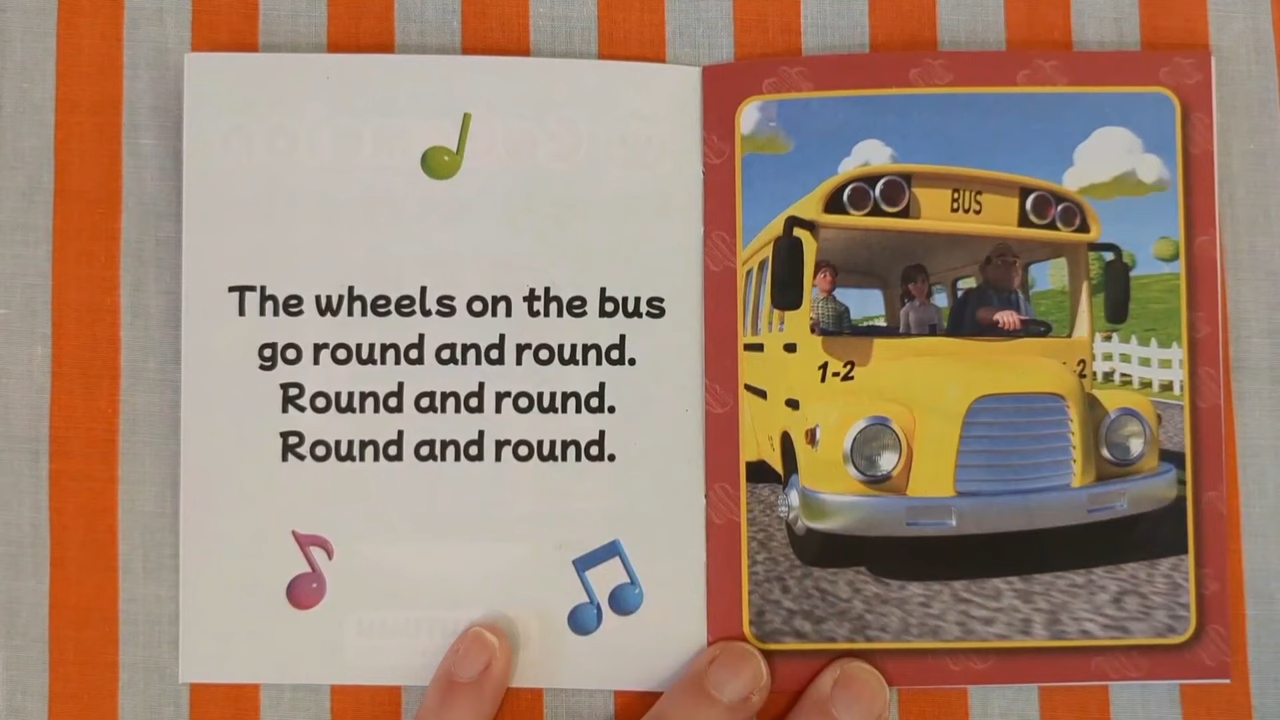 The wheels on the bus
go round and round.
Round and round.
Round and round.
BUS
1-2
-2